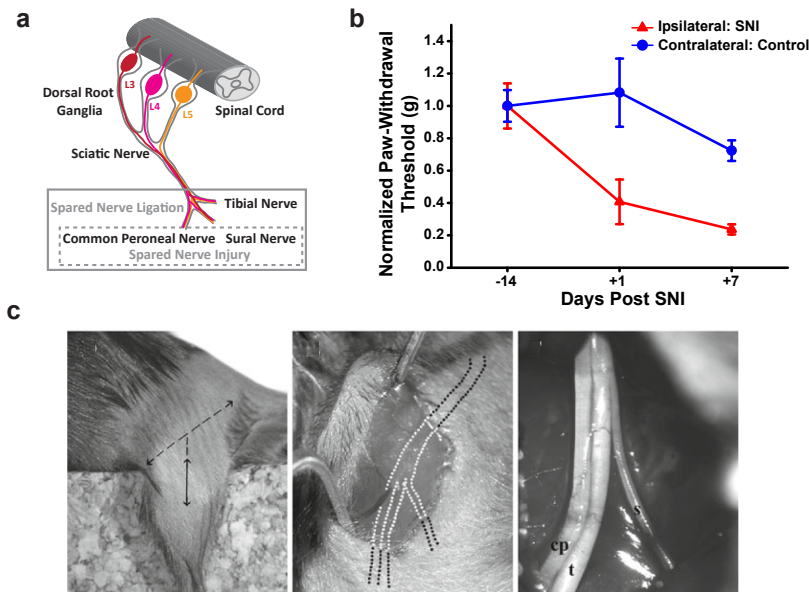 a
L3
L4
L5
Dorsal Root
Ganglia
Spinal Cord
Sciatic Nerve
Spared Nerve Ligation
Tibial Nerve
Common Peroneal Nerve Sural Nerve
Spared Nerve Injury
b
Ipsilateral: SNI
Contralateral: Control
Normalized Paw-Withdrawal
Threshold (g)
1.4
1.2
1.0
0.8
0.6
0.4
0.2
0.0
-14
+1
+7
Days Post SNI
c
cp
t
s